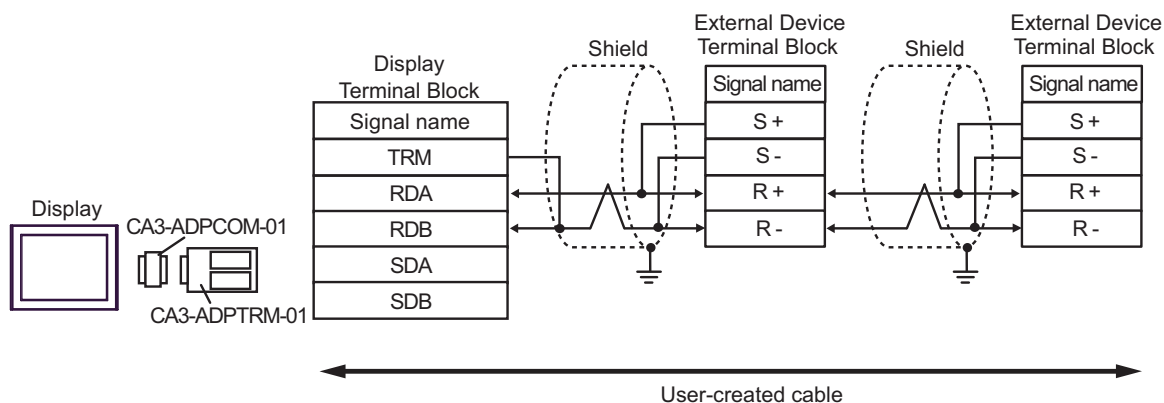 Display
CA3-ADPCOM-01
CA3-ADPTRM-01
Display
Terminal Block
Signal name
TRM
RDA
RDB
SDA
SDB
Shield
External Device
Terminal Block
Signal name
S +
S -
R +
R -
Shield
External Device
Terminal Block
Signal name
S +
S -
R +
R -
User-created cable